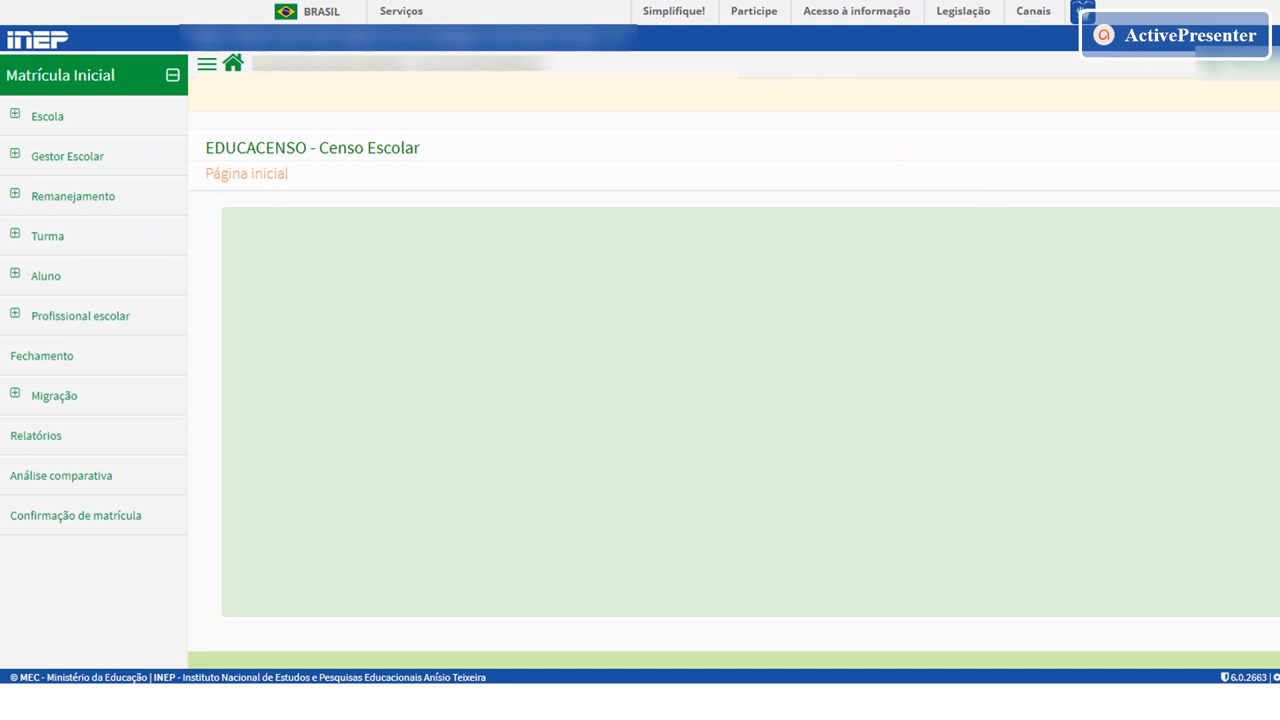 BRASIL
Serviços
Simplifique!
Participe
Acesso à informação
Legislação
Canais
ActivePresenter
inep
Matrícula Inicial
Escola
Gestor Escolar
Remanejamento
Turma
Aluno
Profissional escolar
Fechamento
Migração
Relatórios
Análise comparativa
Confirmação de matrícula
EDUCACENSO - Censo Escolar
Página inicial
© MEC - Ministério da Educação | INEP - Instituto Nacional de Estudos e Pesquisas Educacionais Anísio Teixeira
6.0.2663 |